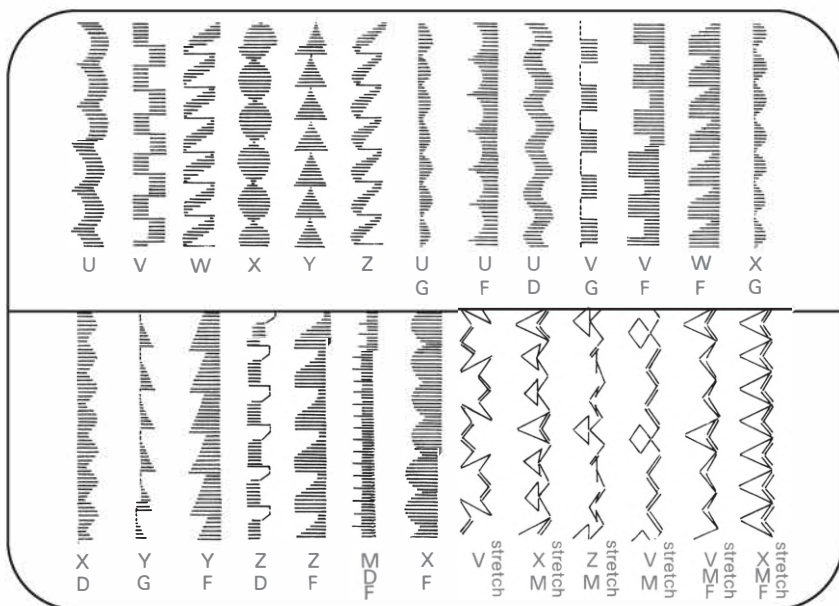 U V W X Y Z U U U V V W X
G F D G F F G
X Y Y Z Z M X V stretch X stretch Z stretch V stretch V stretch X stretch
D G F D F D F M M M M M
F F F